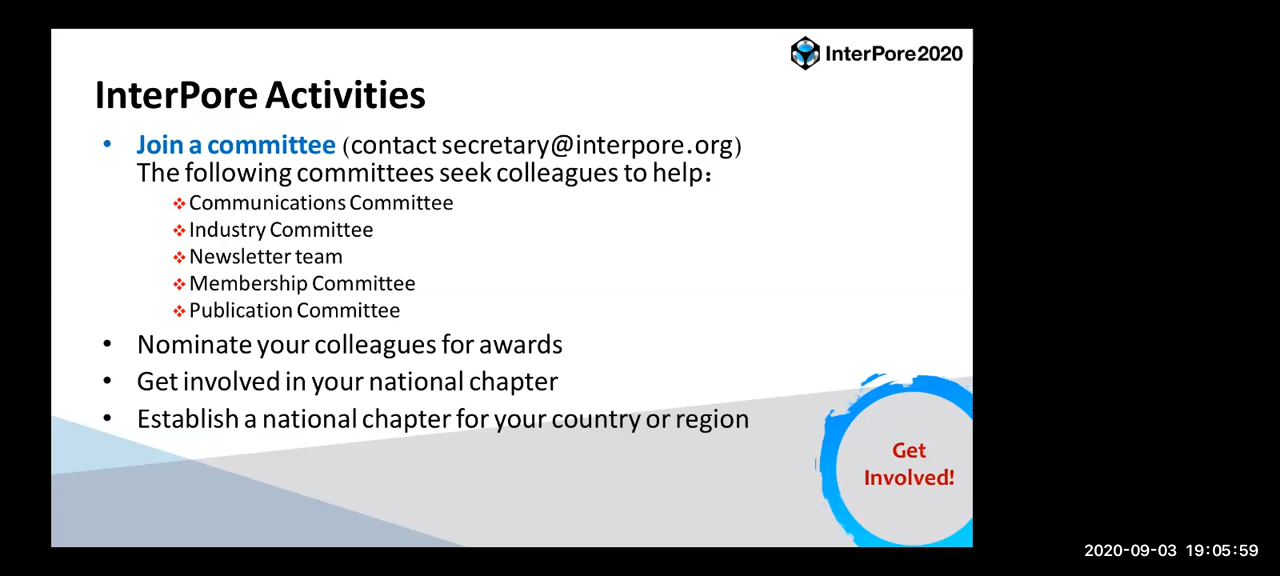 InterPore2020
InterPore Activities
• Join a committee (contact secretary@interpore.org)
The following committees seek colleagues to help:
❖Communications Committee
❖Industry Committee
❖Newsletter team
❖Membership Committee
❖Publication Committee
• Nominate your colleagues for awards
• Get involved in your national chapter
• Establish a national chapter for your country or region
Get
Involved!
2020-09-03 19:05:59